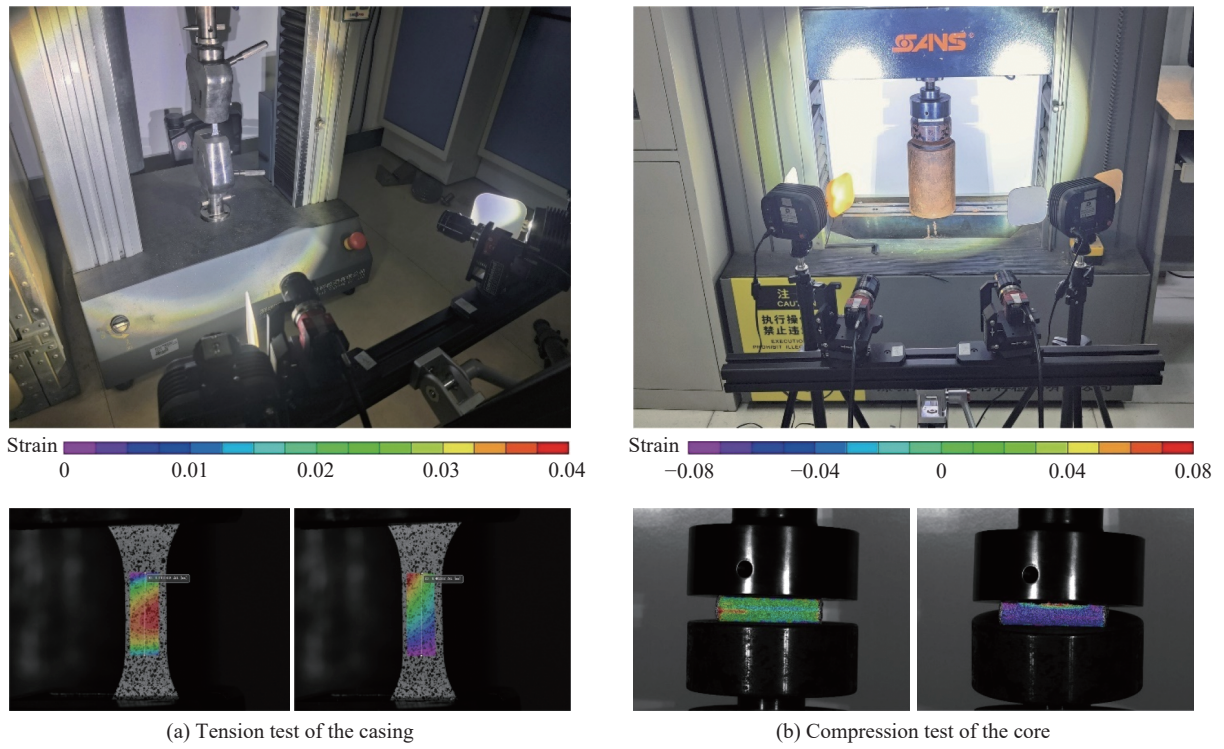 SANS
注
CAUT
执行操
禁止违
EXECUTION
PROHIBIT ILLE
Strain
0 0.01 0.02 0.03 0.04
Strain
−0.08 −0.04 0 0.04 0.08
(a) Tension test of the casing
(b) Compression test of the core